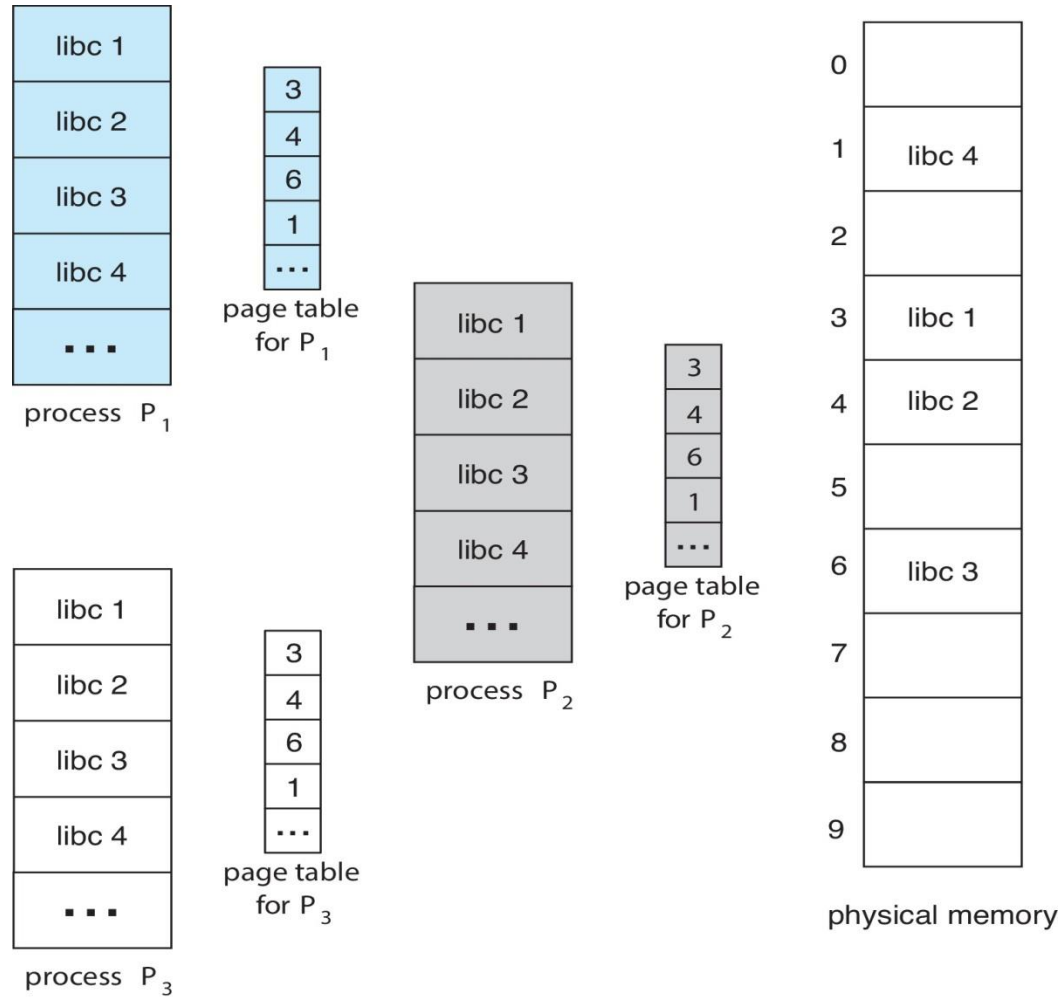 libc 1
libc 2
libc 3
libc 4
...
process P1
3
4
6
1
...
page table
for P1
libc 1
libc 2
libc 3
libc 4
...
process P2
3
4
6
1
...
page table
for P2
libc 1
libc 2
libc 3
libc 4
...
process P3
3
4
6
1
...
page table
for P3
0
1 libc 4
2
3 libc 1
4 libc 2
5
6 libc 3
7
8
9
physical memory